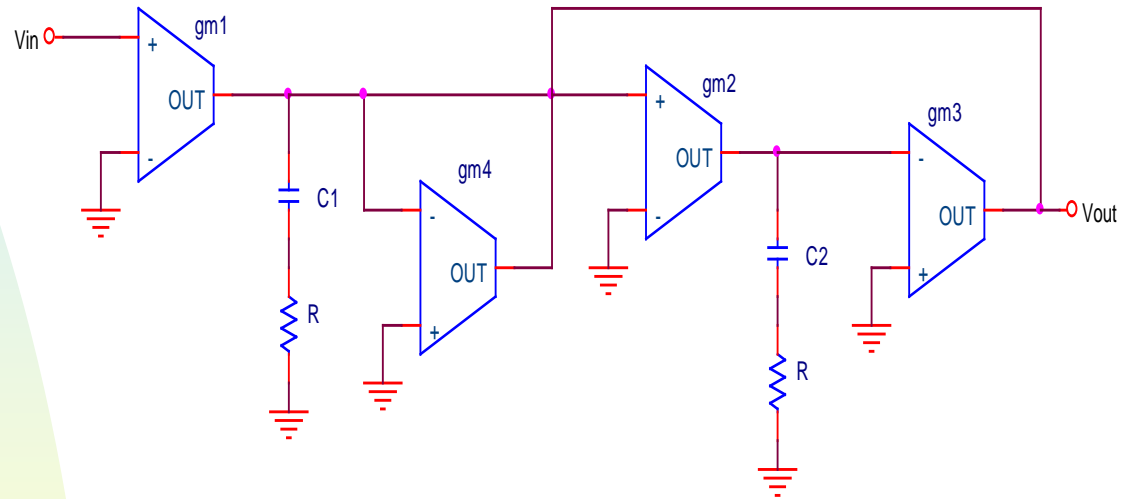 Vin
+
-
OUT
gm1
C1
R
gm4
-
+
OUT
gm2
+
-
OUT
C2
R
gm3
-
+
OUT
Vout